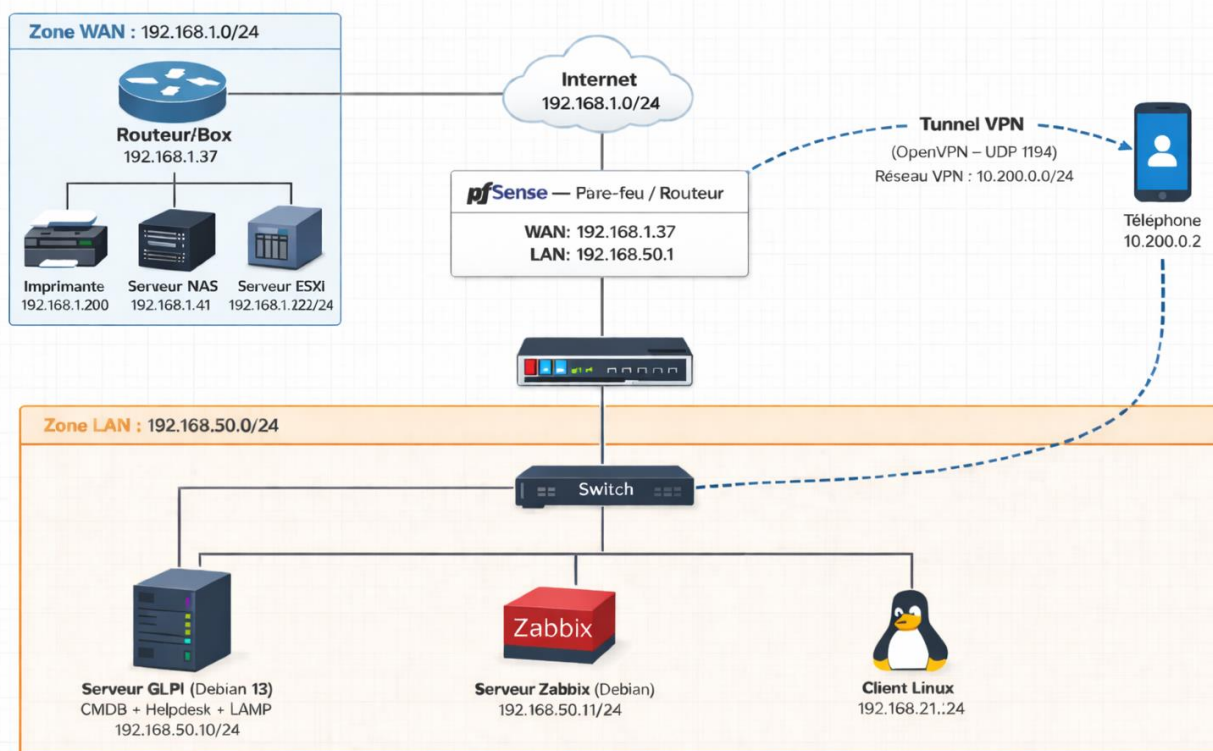 Zone WAN : 192.168.1.0/24
Routeur/Box
192.168.1.37
Imprimante
192.168.1.200
Serveur NAS
192.168.1.41
Serveur ESXi
192.168.1.222/24
Internet
192.168.1.0/24
pfSense — Pare-feu / Routeur
WAN: 192.168.1.37
LAN: 192.168.50.1
Tunnel VPN
(OpenVPN – UDP 1194)
Réseau VPN : 10.200.0.0/24
Téléphone
10.200.0.2
Zone LAN : 192.168.50.0/24
Switch
Serveur GLPI (Debian 13)
CMDB + Helpdesk + LAMP
192.168.50.10/24
Zabbix
Serveur Zabbix (Debian)
192.168.50.11/24
Client Linux
192.168.21.:24